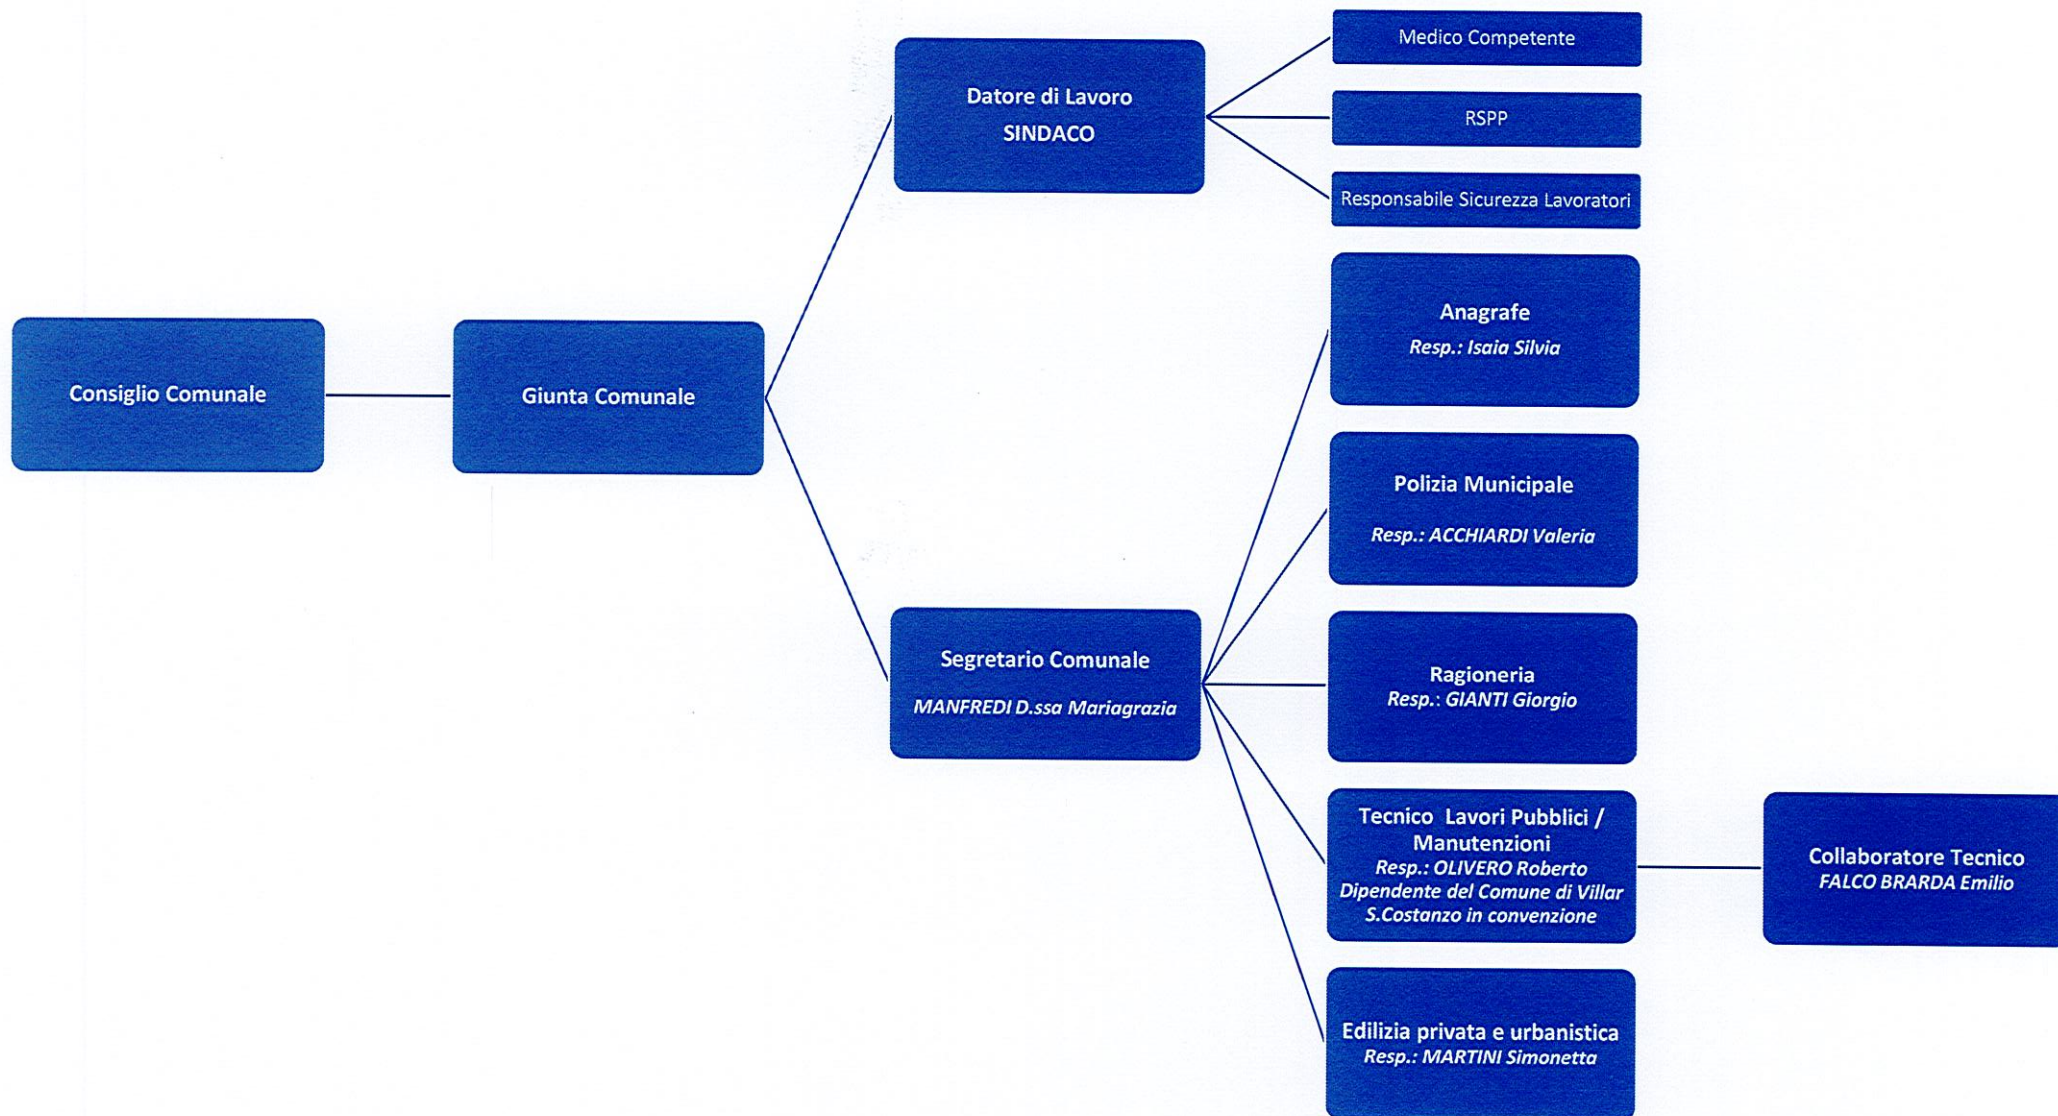 Consiglio Comunale
Giunta Comunale
Datore di Lavoro
SINDACO
Medico Competente
RSPP
Responsabile Sicurezza Lavoratori
Segretario Comunale
MANFREDI D.ssa Mariagrazia
Anagrafe
Resp.: Isaia Silvia
Polizia Municipale
Resp.: ACCHIARDI Valeria
Ragioneria
Resp.: GIANTI Giorgio
Tecnico Lavori Pubblici /
Manutenzioni
Resp.: OLIVERO Roberto
Dipendente del Comune di Villar
S.Costanzo in convenzione
Collaboratore Tecnico
FALCO BRARDA Emilio
Edilizia privata e urbanistica
Resp.: MARTINI Simonetta